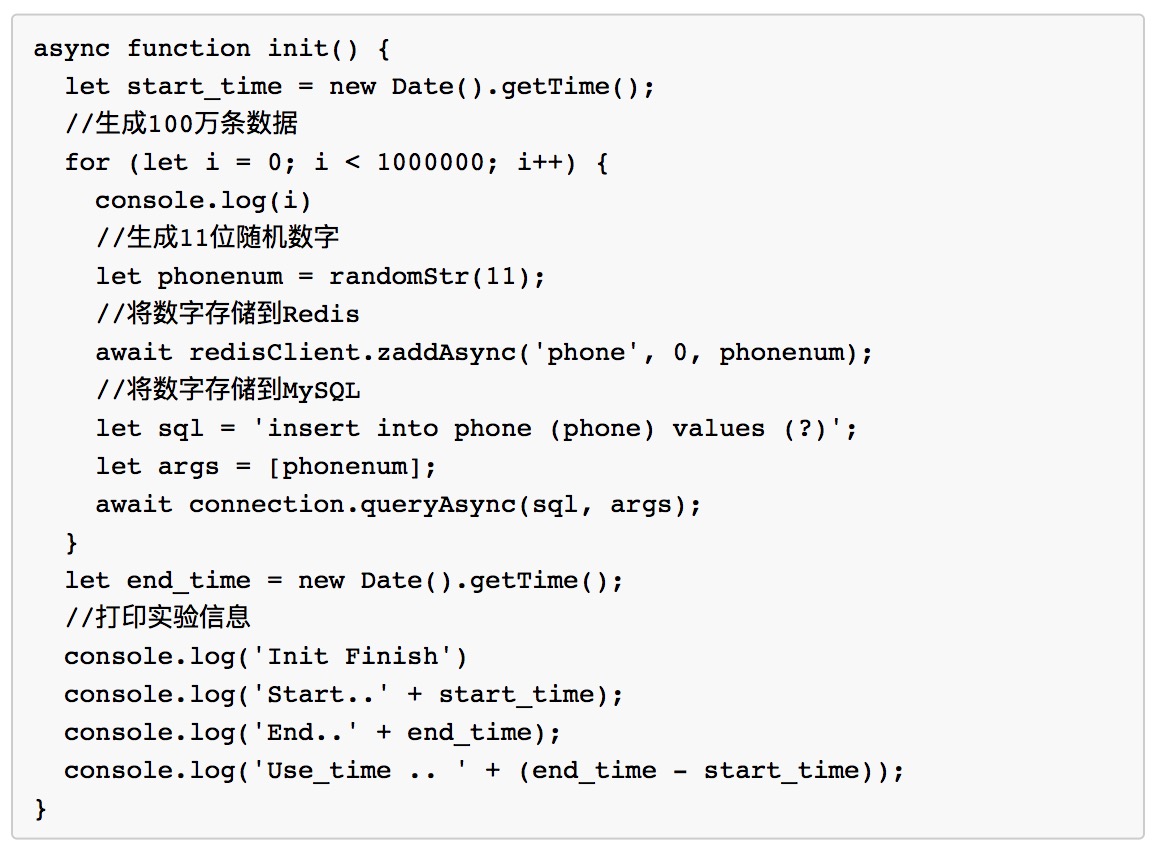 async function init() {
  let start_time = new Date().getTime();
  //生成100万条数据
  for (let i = 0; i < 1000000; i++) {
    console.log(i)
    //生成11位随机数字
    let phonenum = randomStr(11);
    //将数字存储到Redis
    await redisClient.zaddAsync('phone', 0, phonenum);
    //将数字存储到MySQL
    let sql = 'insert into phone (phone) values (?)';
    let args = [phonenum];
    await connection.queryAsync(sql, args);
  }
  let end_time = new Date().getTime();
  //打印实验信息
  console.log('Init Finish')
  console.log('Start..' + start_time);
  console.log('End..' + end_time);
  console.log('Use_time .. ' + (end_time - start_time));
}